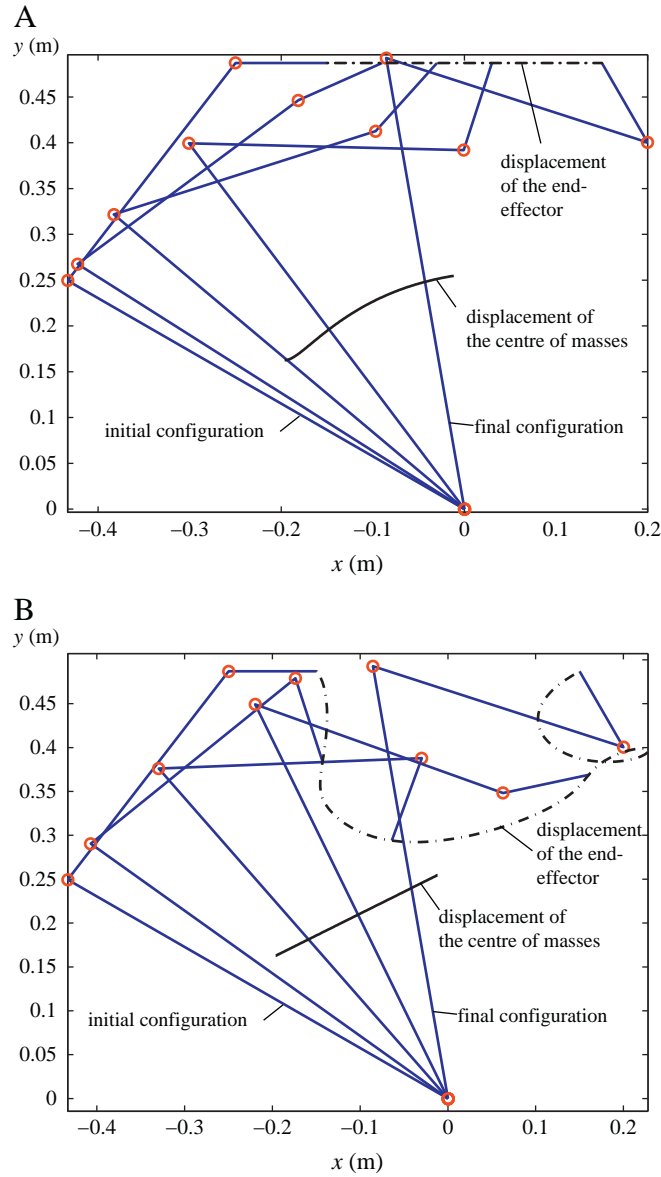 A
y (m)
0.45
0.4
0.35
0.3
0.25
0.2
0.15
0.1
0.05
0
displacement
of the end-
effector
displacement of
the centre of masses
initial configuration
final configuration
−0.4 −0.3 −0.2 −0.1 0 0.1 0.2
x (m)
B
y (m)
0.45
0.4
0.35
0.3
0.25
0.2
0.15
0.1
0.05
0
displacement
of the end-
effector
displacement of
the centre of masses
initial configuration
final configuration
−0.4 −0.3 −0.2 −0.1 0 0.1 0.2
x (m)